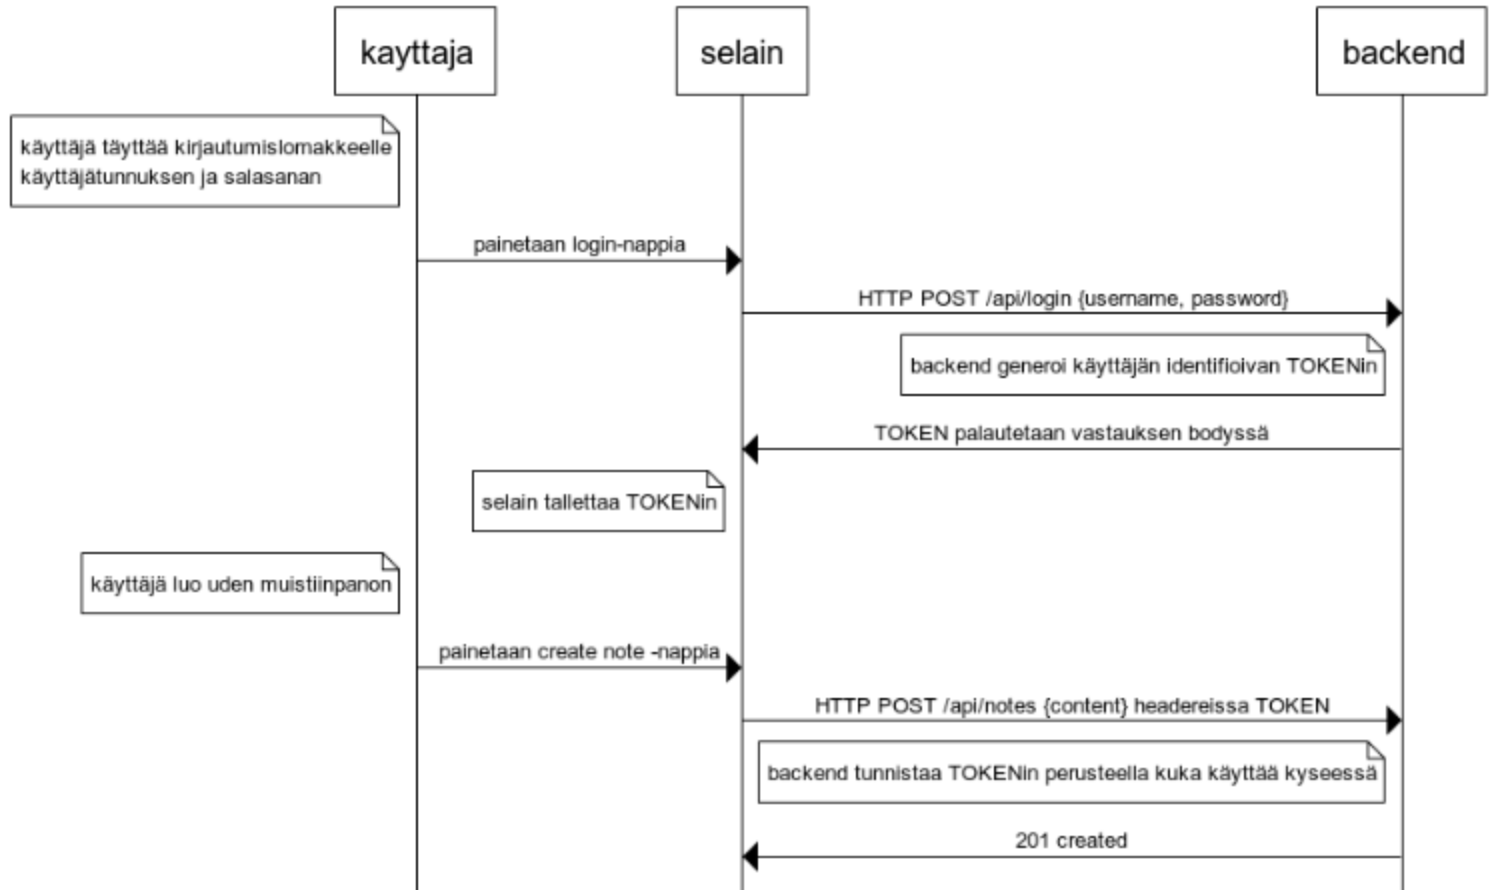 kayttaja
selain
backend
käyttäjä täyttää kirjautumislomakkeelle
käyttäjätunnuksen ja salasanan
painetaan login-nappia
HTTP POST /api/login {username, password}
backend generoi käyttäjän identifioivan TOKENin
TOKEN palautetaan vastauksen bodyssä
selain tallettaa TOKENin
käyttäjä luo uden muistiinpanon
painetaan create note -nappia
HTTP POST /api/notes {content} headereissa TOKEN
backend tunnistaa TOKENin perusteella kuka käyttää kyseessä
201 created